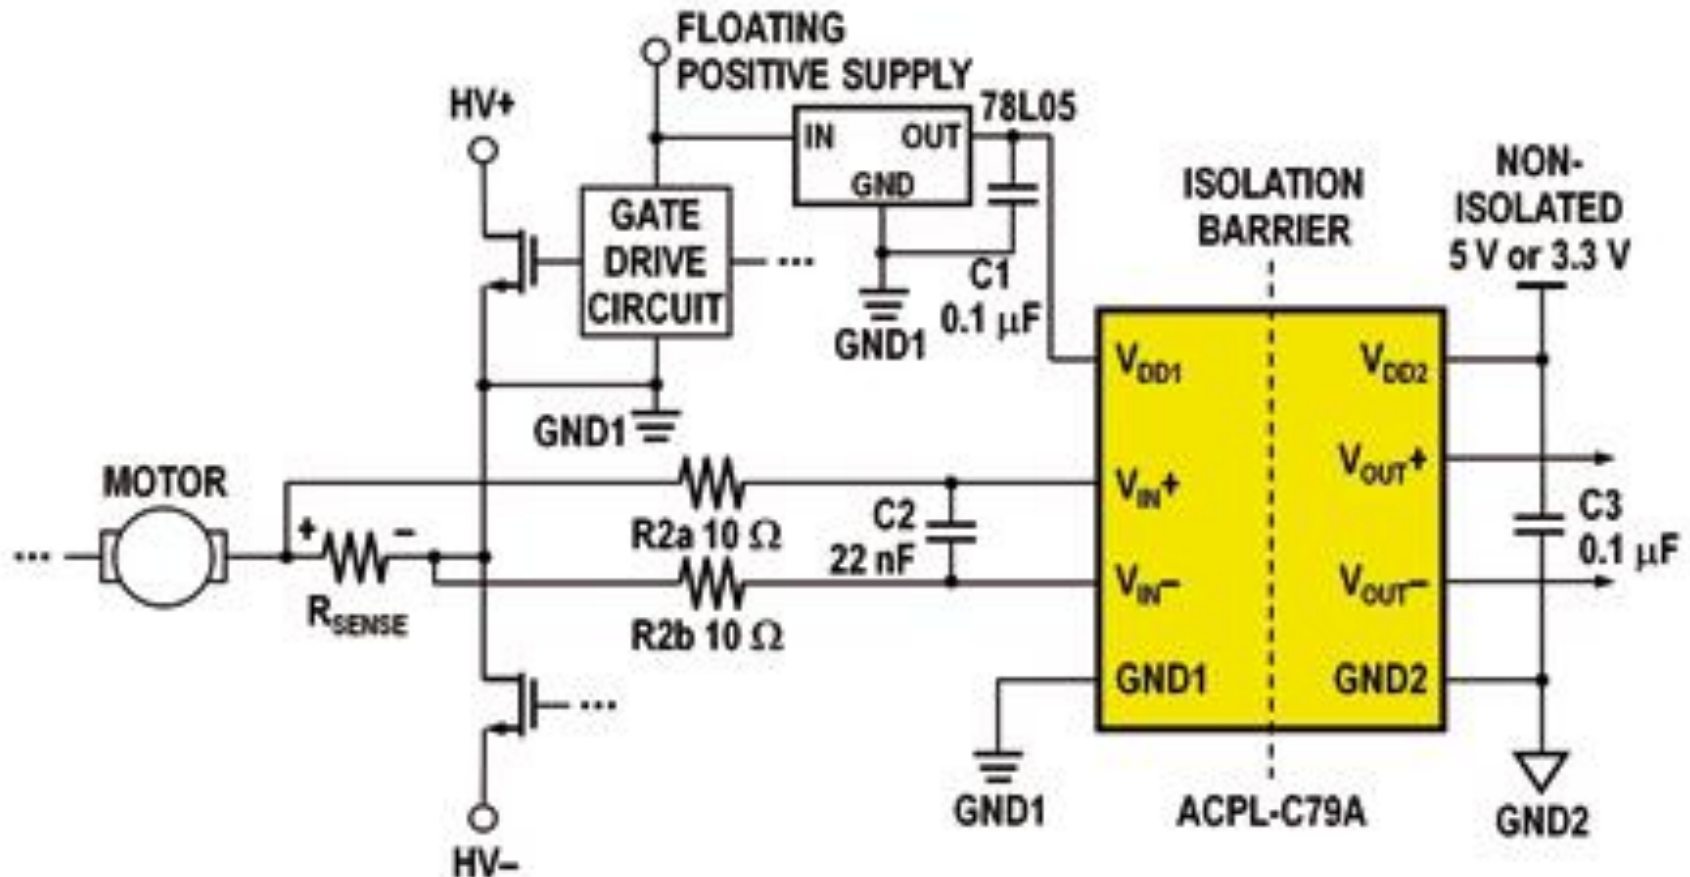 FLOATING
POSITIVE SUPPLY
HV+
78L05
IN OUT
GND
GATE
DRIVE
CIRCUIT
...
C1
0.1 µF
GND1
GND1
ISOLATION
BARRIER
NON-
ISOLATED
5 V or 3.3 V
VDD1
VDD2
VIN+
VOUT+
VIN–
VOUT–
GND1
GND2
MOTOR
...
+ –
RSENSE
R2a 10 Ω
R2b 10 Ω
C2
22 nF
C3
0.1 µF
...
HV–
GND1
ACPL-C79A
GND2